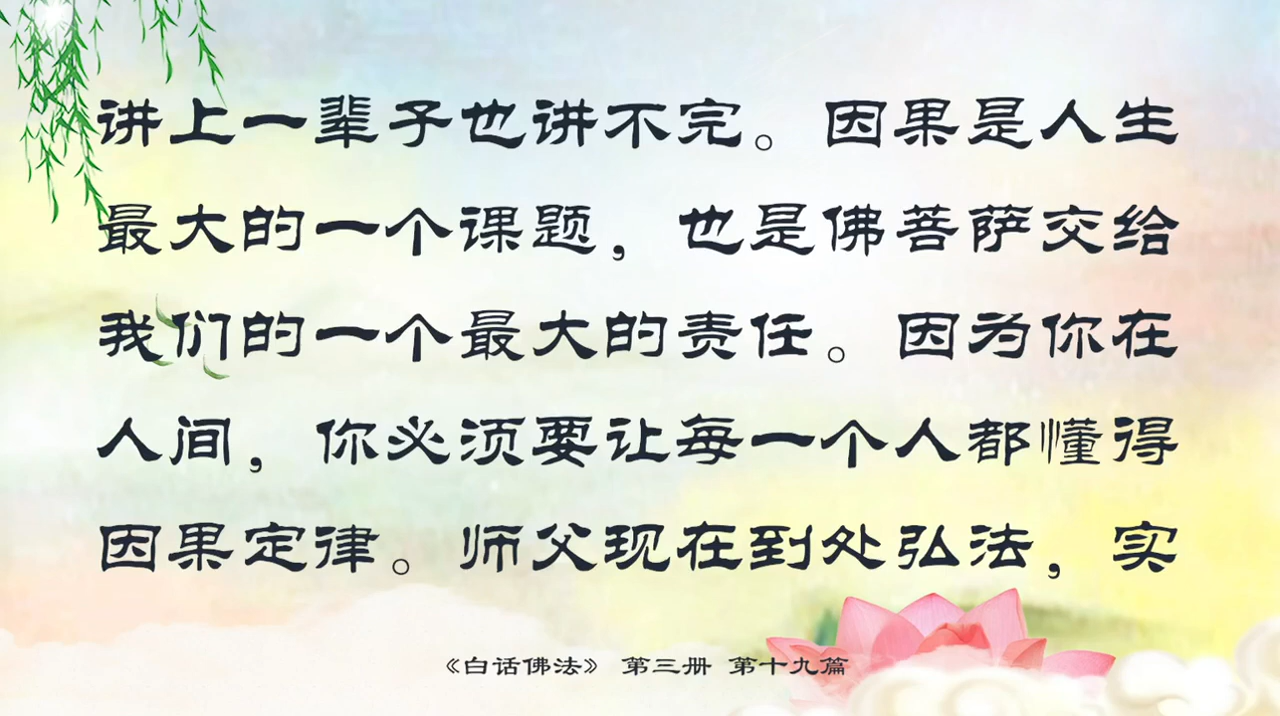 讲上一辈子也讲不完。因果是人生
最大的一个课题，也是佛菩萨交给
我们的一个最大的责任。因为你在
人间，你必须要让每一个人都懂得
因果定律。师父现在到处弘法，实
《白话佛法》 第三册 第十九篇